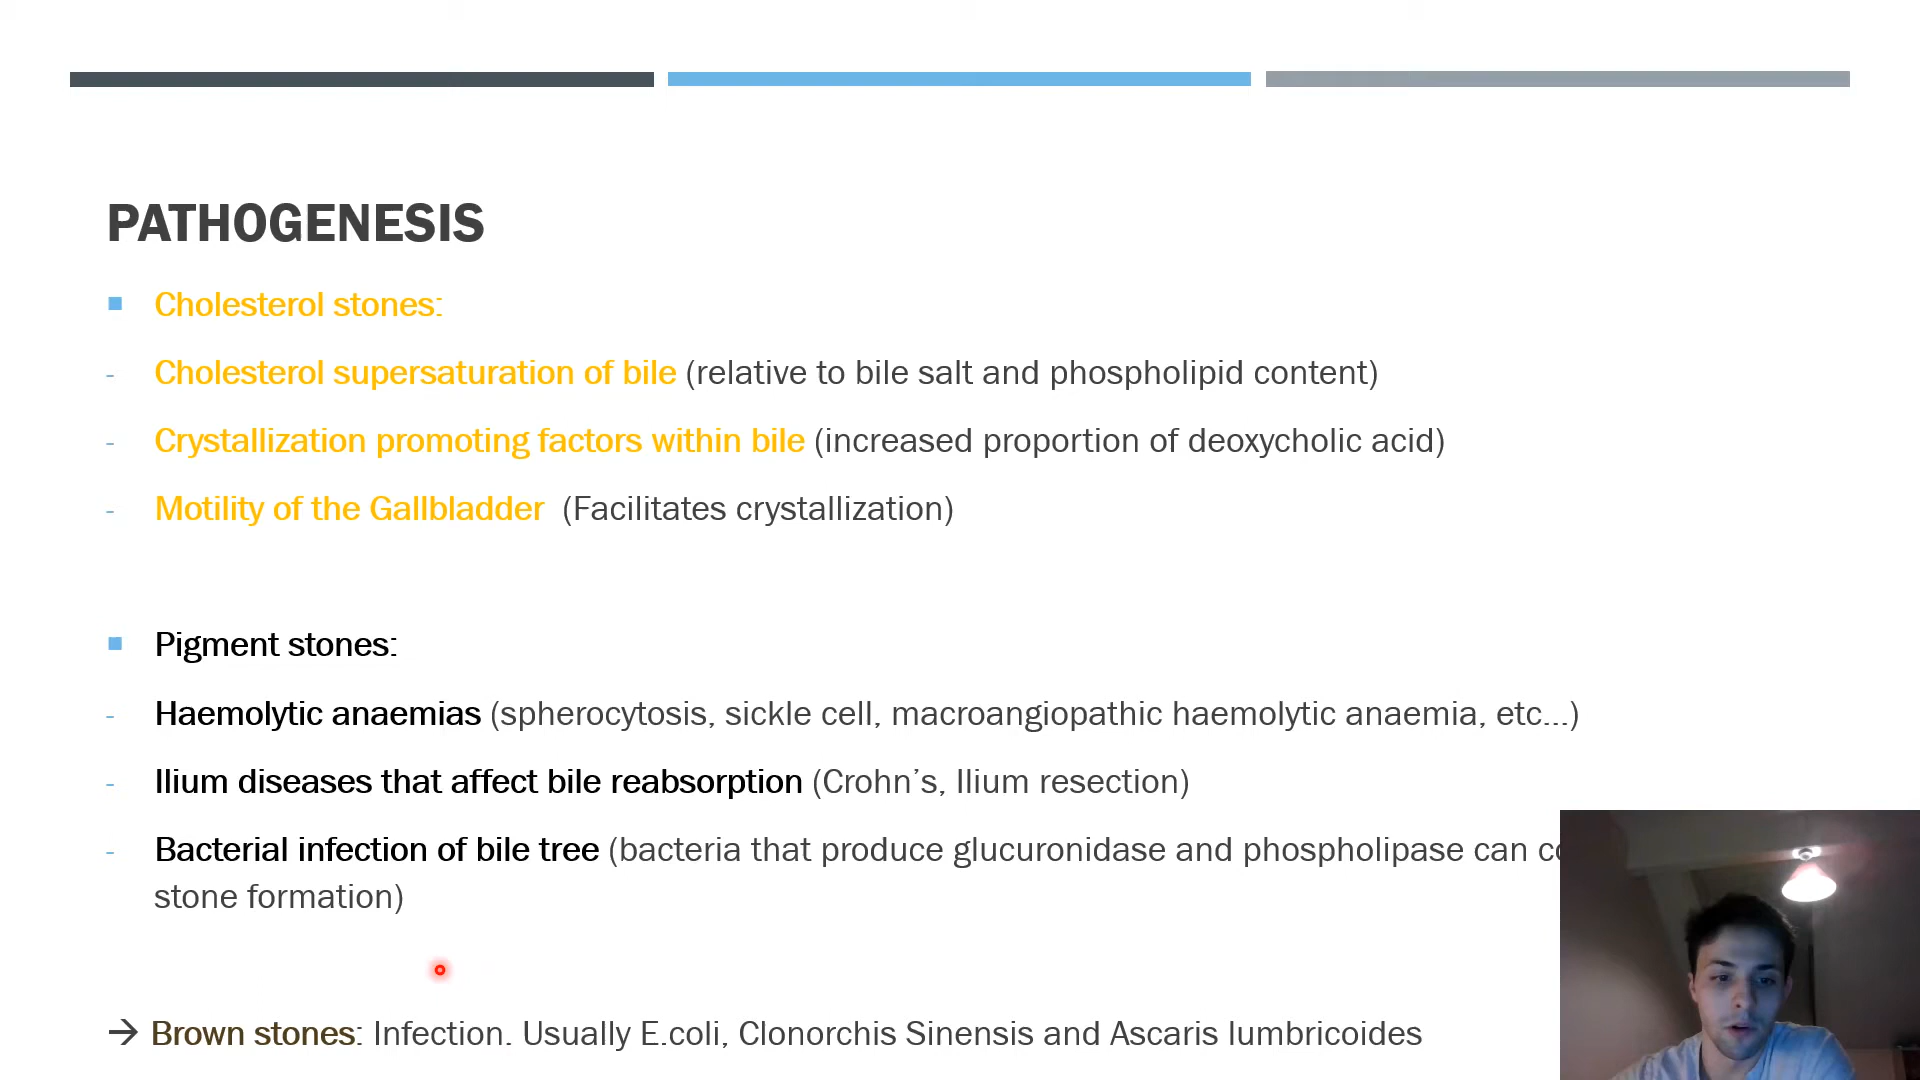 PATHOGENESIS
Cholesterol stones:
- Cholesterol supersaturation of bile (relative to bile salt and phospholipid content)
- Crystallization promoting factors within bile (increased proportion of deoxycholic acid)
- Motility of the Gallbladder (Facilitates crystallization)
Pigment stones:
- Haemolytic anaemias (spherocytosis, sickle cell, macroangiopathic haemolytic anaemia, etc...)
- Ilium diseases that affect bile reabsorption (Crohn's, Ilium resection)
- Bacterial infection of bile tree (bacteria that produce glucuronidase and phospholipase can
stone formation)
→ Brown stones: Infection. Usually E.coli, Clonorchis Sinensis and Ascaris lumbricoides